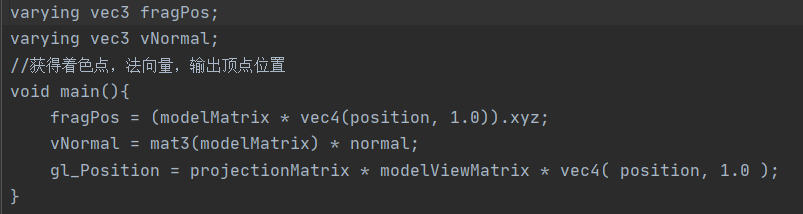 varying vec3 fragPos;
varying vec3 vNormal;
//获得着色点，法向量，输出顶点位置
void main(){
    fragPos = (modelMatrix * vec4(position, 1.0)).xyz;
    vNormal = mat3(modelMatrix) * normal;
    gl_Position = projectionMatrix * modelViewMatrix * vec4( position, 1.0 );
}